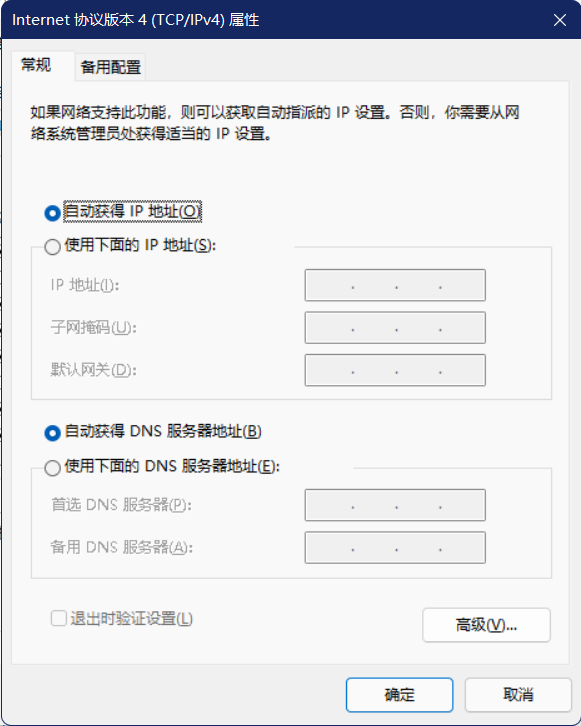 Internet 协议版本 4 (TCP/IPv4) 属性
常规
备用配置
如果网络支持此功能，则可以获取自动指派的 IP 设置。否则，你需要从网
络系统管理员处获得适当的 IP 设置。
自动获得 IP 地址(O)
使用下面的 IP 地址(S):
IP 地址(I):
子网掩码(U):
默认网关(D):
自动获得 DNS 服务器地址(B)
使用下面的 DNS 服务器地址(E):
首选 DNS 服务器(P):
备用 DNS 服务器(A):
退出时验证设置(L)
高级(V)...
确定
取消